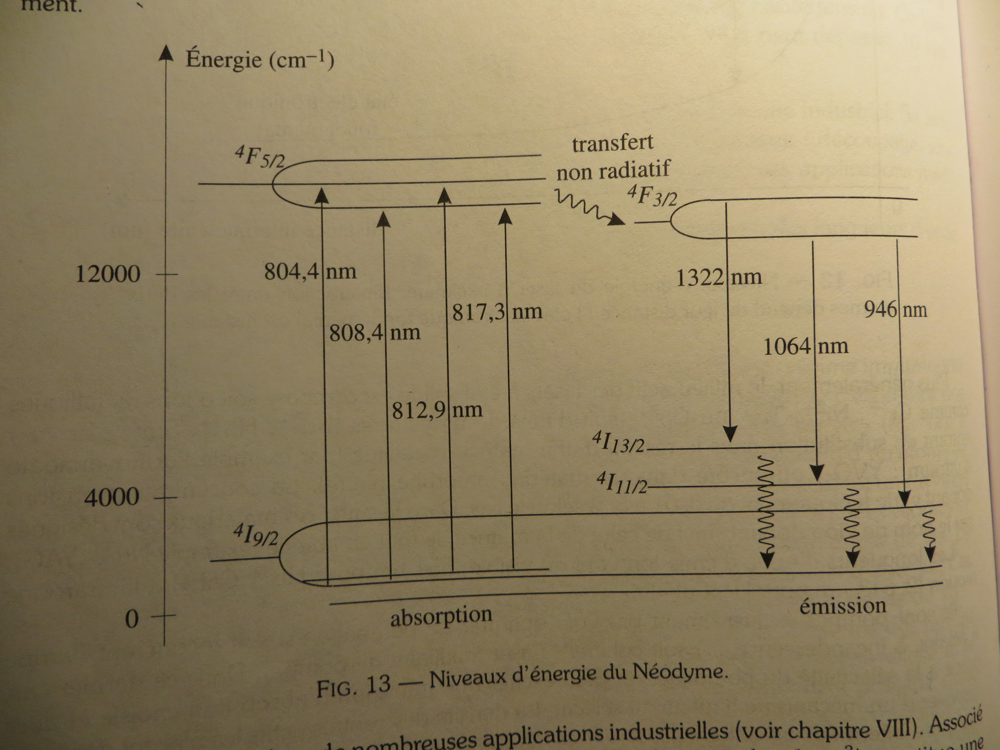 ment.
Énergie (cm⁻¹)
transfert
non radiatif
⁴F5/2
⁴F3/2
12000
804,4 nm
1322 nm
817,3 nm
946 nm
808,4 nm
1064 nm
812,9 nm
⁴I13/2
⁴I11/2
4000
⁴I9/2
0
absorption
émission
FIG. 13 — Niveaux d'énergie du Néodyme.
nombreuses applications industrielles (voir chapitre VIII). Associé
une